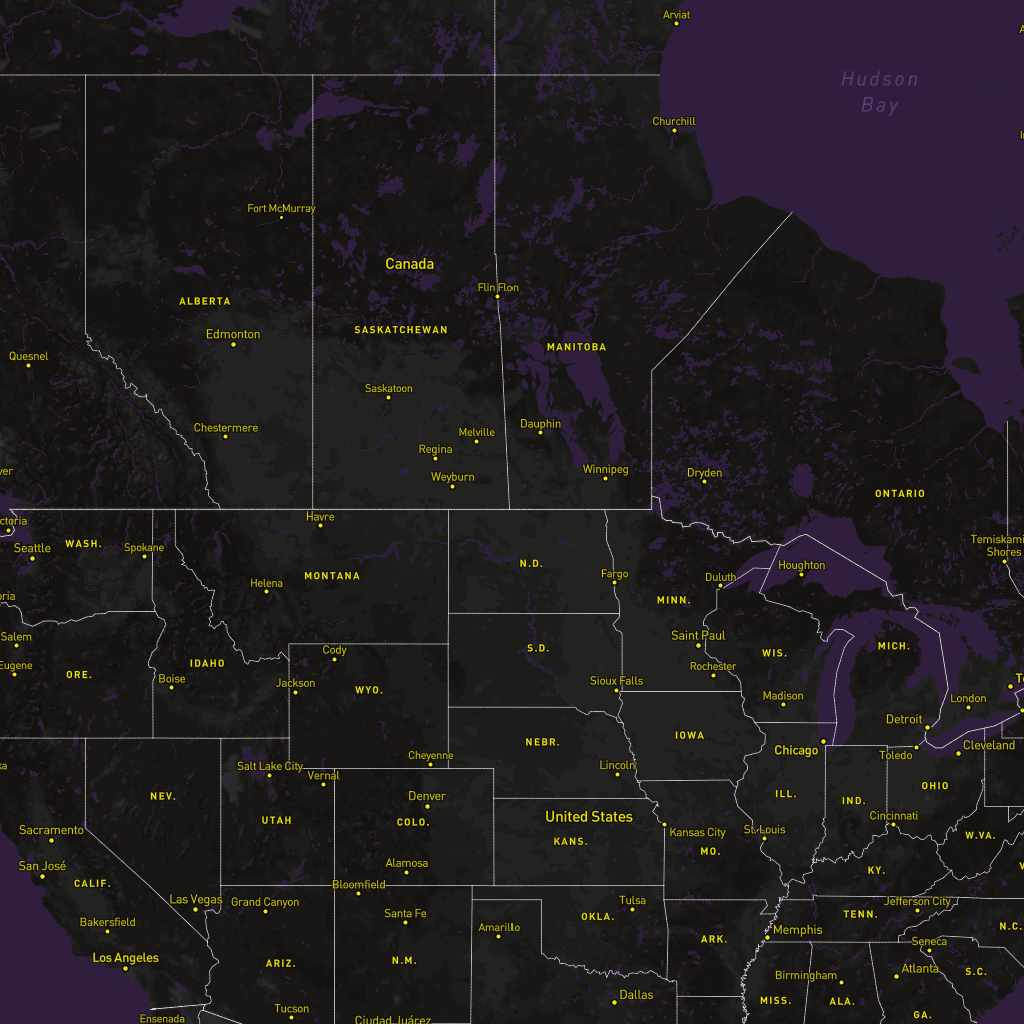 Arviat
Hudson
Bay
Churchill
Fort McMurray
Canada
Flin Flon
ALBERTA
SASKATCHEWAN
Edmonton
MANITOBA
Quesnel
Saskatoon
Chestermere
Dauphin
Melville
Regina
Winnipeg
Dryden
Weyburn
ver
ONTARIO
ctoria
Havre
WASH.
Seattle
Spokane
Temiskami
Shores
N.D.
Houghton
MONTANA
Fargo
Duluth
Helena
oria
MINN.
Salem
Saint Paul
MICH.
S.D.
Cody
WIS.
IDAHO
Eugene
ORE.
Rochester
Boise
Jackson
WYO.
Sioux Falls
To
Madison
London
Detroit
IOWA
NEBR.
Chicago
Toledo
Cleveland
Cheyenne
ka
Salt Lake City
Vernal
Lincoln
OHIO
NEV.
Denver
ILL.
IND.
United States
Cincinnati
UTAH
COLO.
Sacramento
Kansas City
St. Louis
W.VA.
KANS.
MO.
San José
Alamosa
KY.
CALIF.
Bloomfield
Las Vegas
Grand Canyon
Tulsa
Jefferson City
Santa Fe
OKLA.
TENN.
Bakersfield
Amarillo
Memphis
N.C.
ARK.
Seneca
Los Angeles
ARIZ.
N.M.
Birmingham
Atlanta
S.C.
Dallas
MISS.
ALA.
Tucson
GA.
Ensenada
Ciudad Juárez